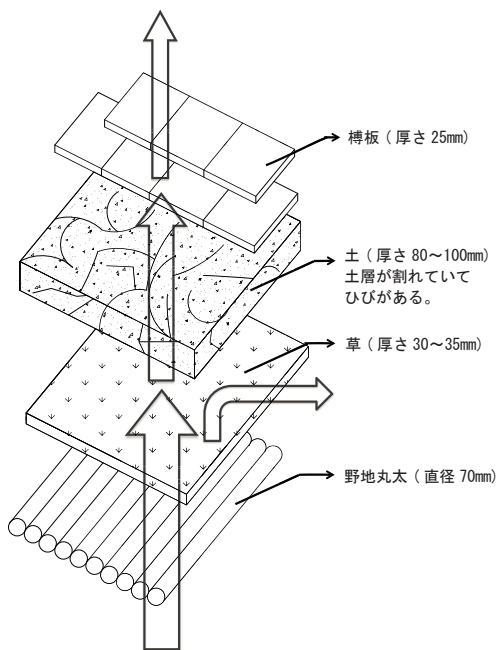 榑板 ( 厚さ 25mm)
土 ( 厚さ 80〜100mm)
土層が割れていて
ひびがある。
草 ( 厚さ 30〜35mm)
野地丸太 ( 直径 70mm)